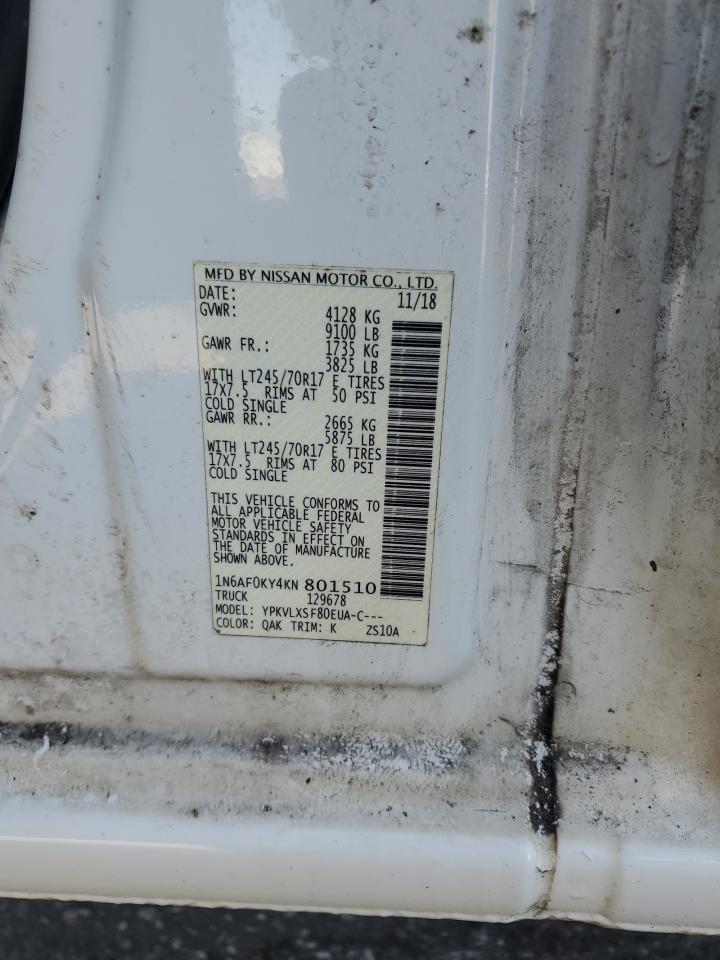 MFD BY NISSAN MOTOR CO., LTD.
DATE: 11/18
GVWR: 4128 KG
9100 LB
GAWR FR.: 1735 KG
3825 LB
WITH LT245/70R17 E TIRES
17X7.5 RIMS AT 50 PSI
COLD SINGLE
GAWR RR.: 2665 KG
5875 LB
WITH LT245/70R17 E TIRES
17X7.5 RIMS AT 80 PSI
COLD SINGLE
THIS VEHICLE CONFORMS TO
ALL APPLICABLE FEDERAL
MOTOR VEHICLE SAFETY
STANDARDS IN EFFECT ON
THE DATE OF MANUFACTURE
SHOWN ABOVE.
1N6AF0KY4KN 801510
TRUCK 129678
MODEL: YPKVLXSF80EUA-C---
COLOR: QAK TRIM: K ZS10A